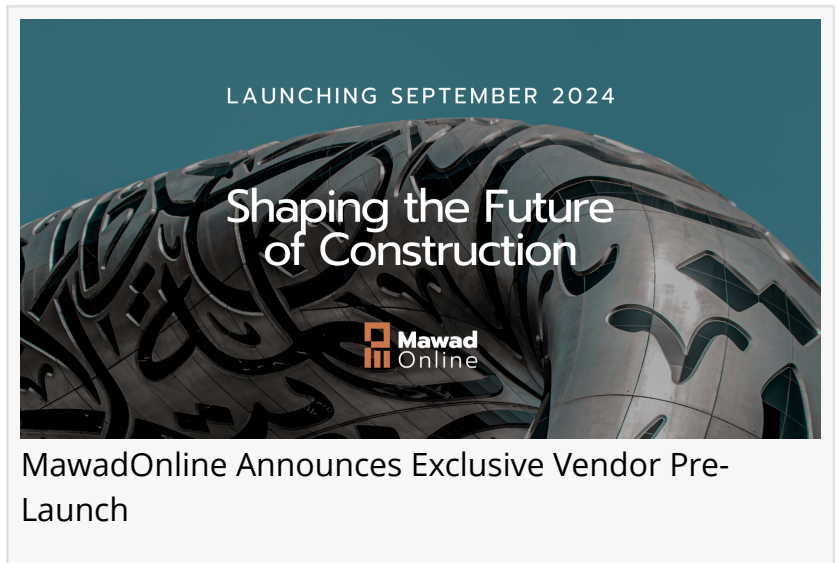 LAUNCHING SEPTEMBER 2024
Shaping the Future
of Construction
Mawad
Online
MawadOnline Announces Exclusive Vendor Pre-
Launch